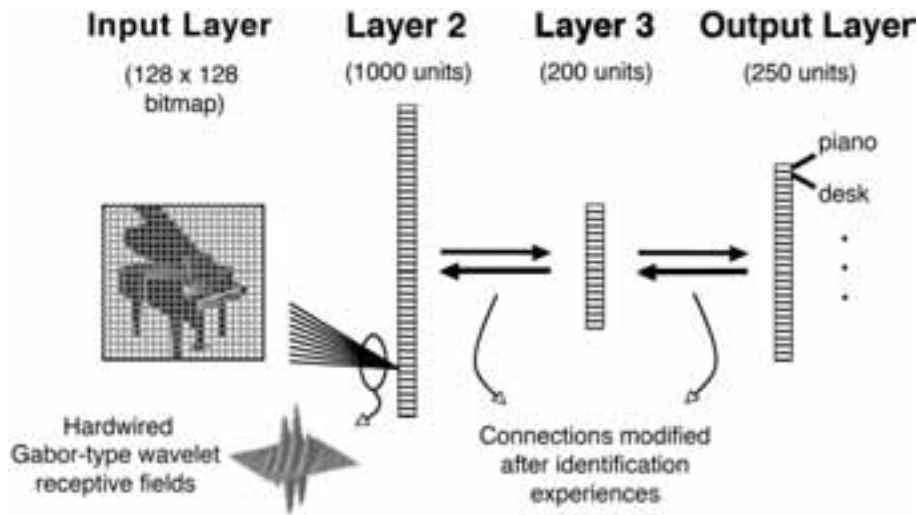 Input Layer
(128 x 128
bitmap)
Layer 2
(1000 units)
Layer 3
(200 units)
Output Layer
(250 units)
piano
desk
Hardwired
Gabor-type wavelet
receptive fields
Connections modified
after identification
experiences